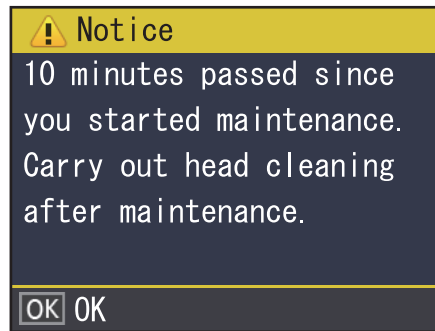 Notice
10 minutes passed since
you started maintenance.
Carry out head cleaning
after maintenance.
OK OK